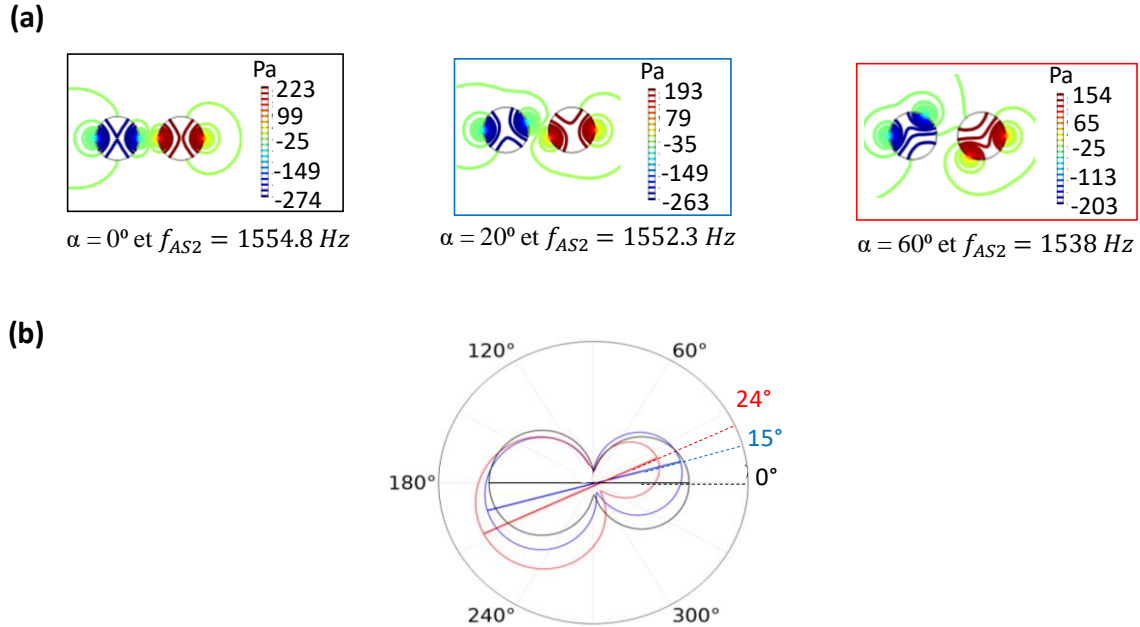 (a)
Pa
223
99
-25
-149
-274
α = 0º et f_AS2 = 1554.8 Hz
Pa
193
79
-35
-149
-263
α = 20º et f_AS2 = 1552.3 Hz
Pa
154
65
-25
-113
-203
α = 60º et f_AS2 = 1538 Hz
(b)
120°
60°
24°
15°
0°
180°
240°
300°